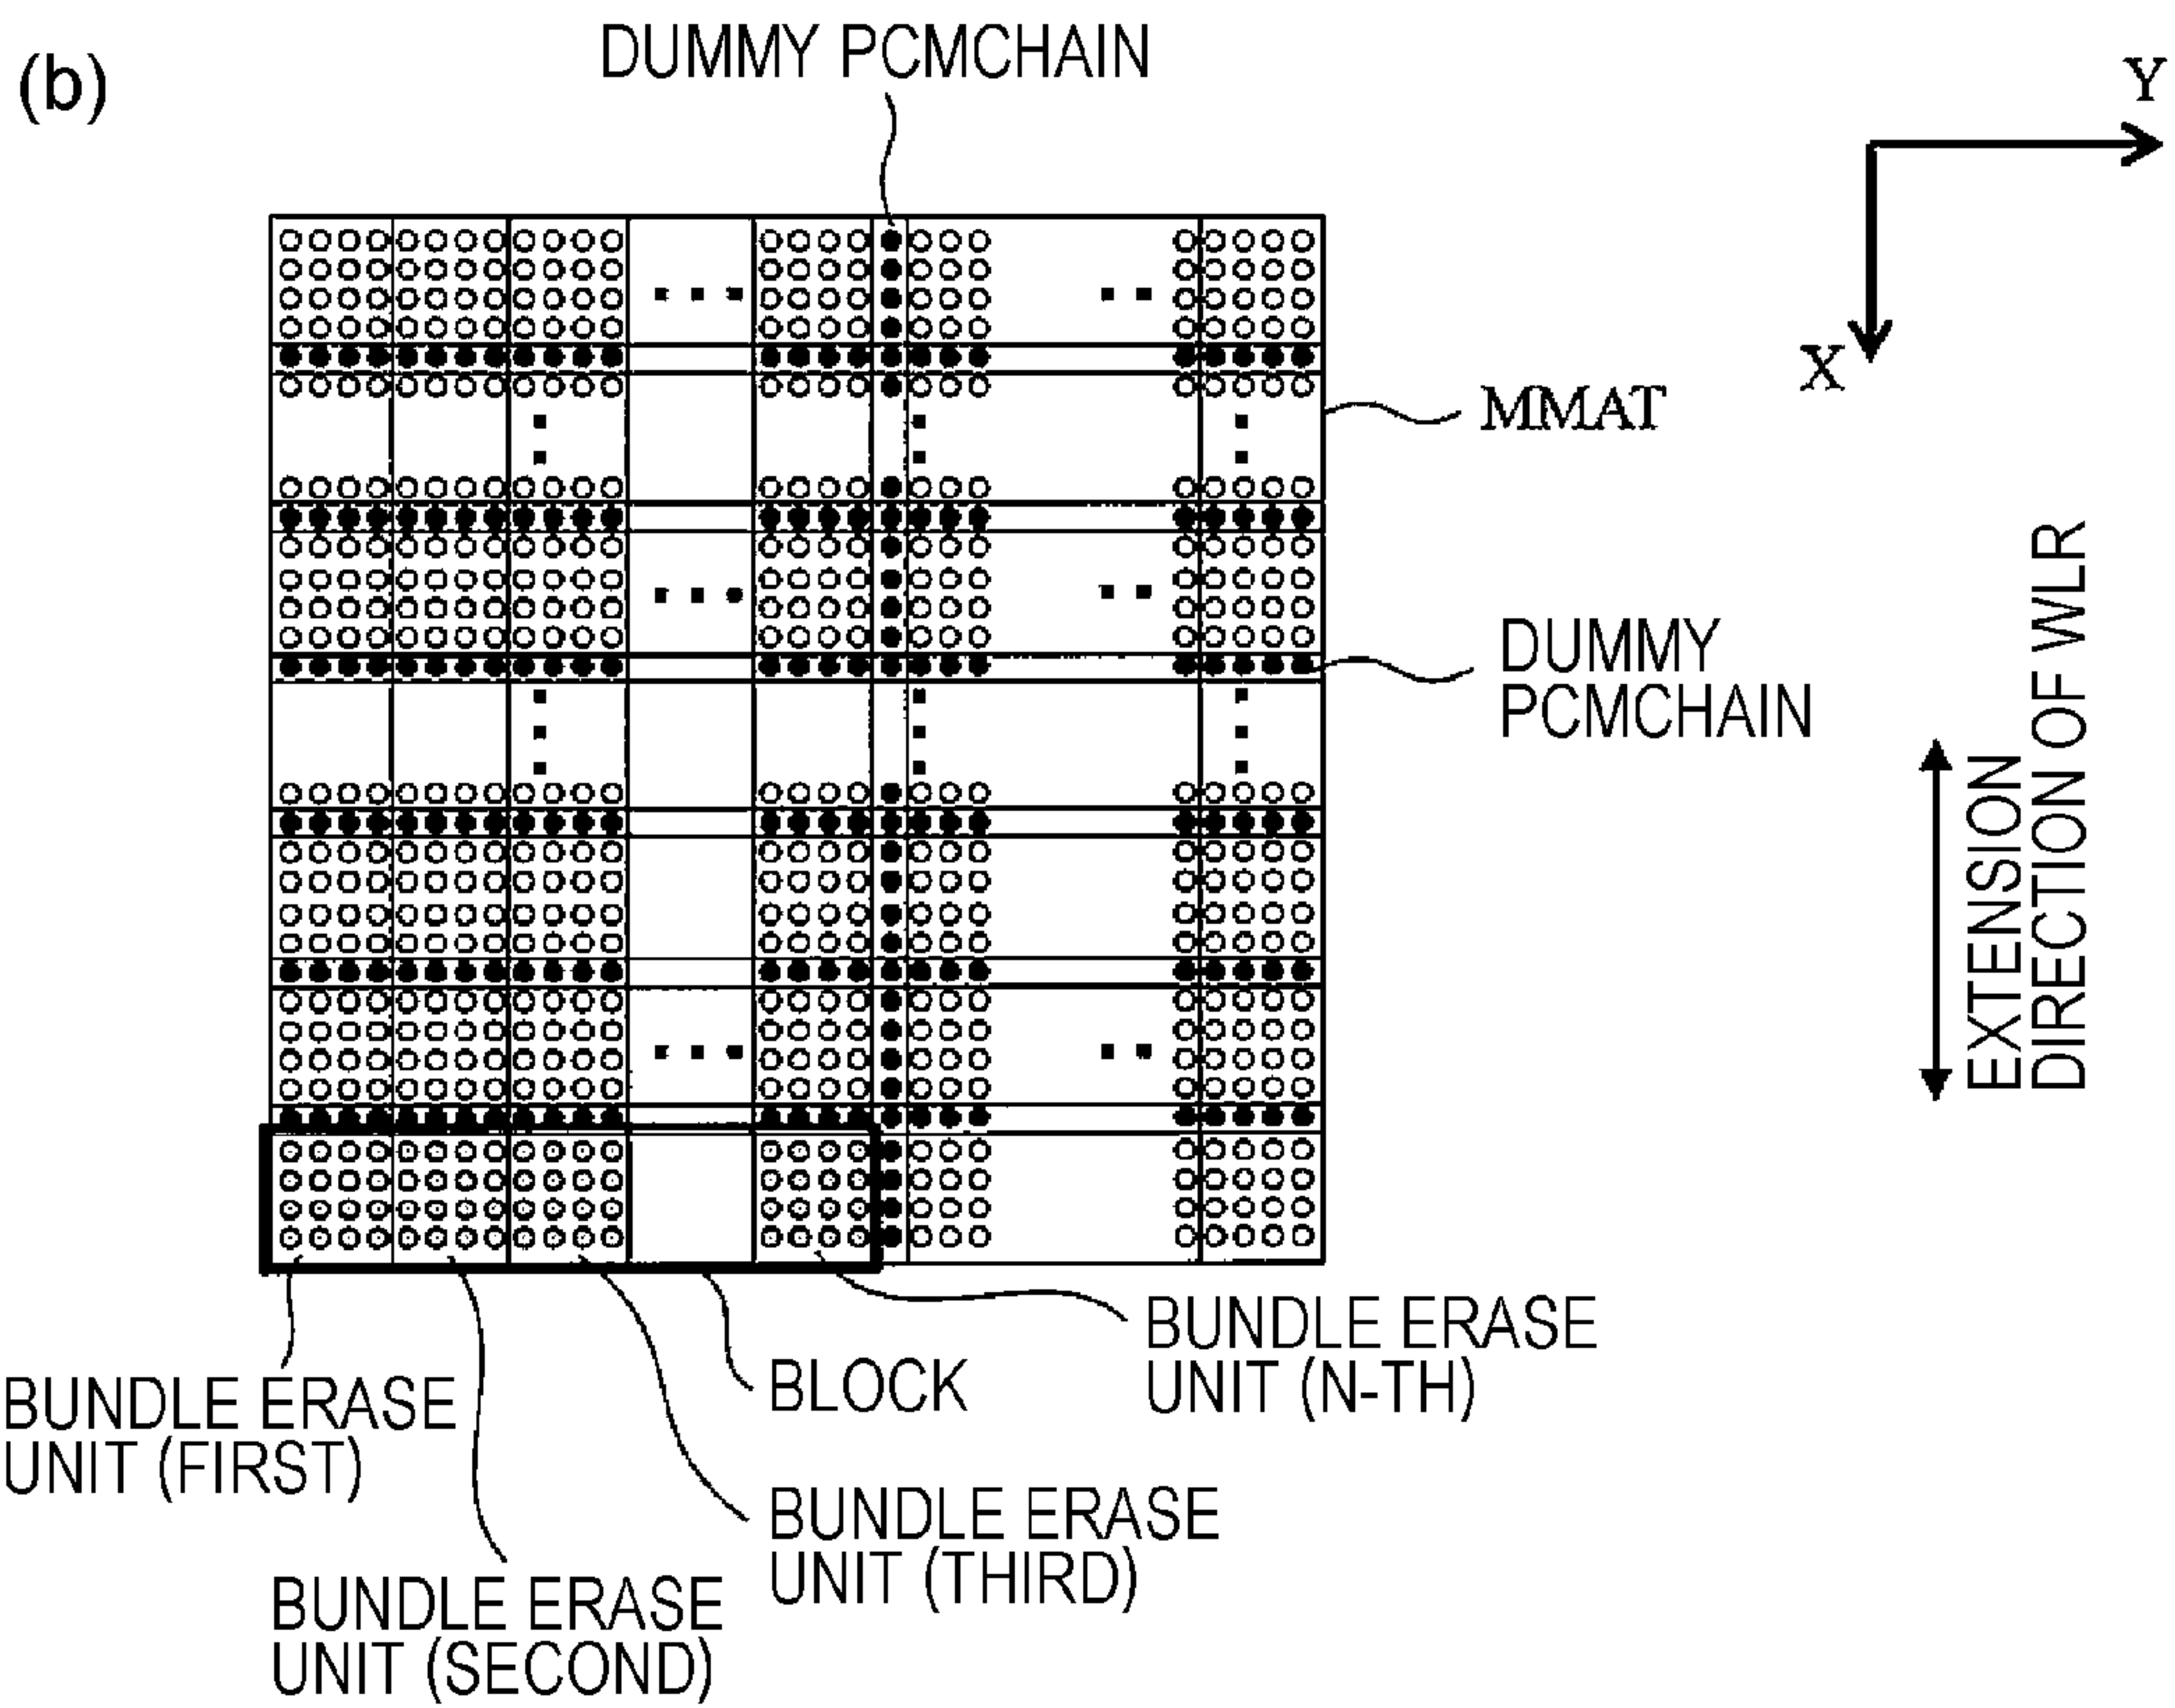 (b)
DUMMY PCMCHAIN
Y
X
MMAT
DUMMY
PCMCHAIN
EXTENSION
DIRECTION OF WLR
BUNDLE ERASE
UNIT (N-TH)
BLOCK
BUNDLE ERASE
UNIT (FIRST)
BUNDLE ERASE
UNIT (THIRD)
BUNDLE ERASE
UNIT (SECOND)